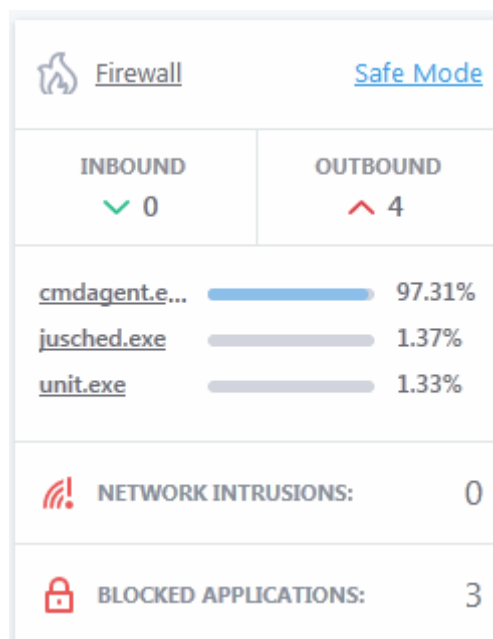 Firewall Safe Mode
INBOUND OUTBOUND
0 4
cmdagent.e... 97.31%
jusched.exe 1.37%
unit.exe 1.33%
NETWORK INTRUSIONS: 0
BLOCKED APPLICATIONS: 3